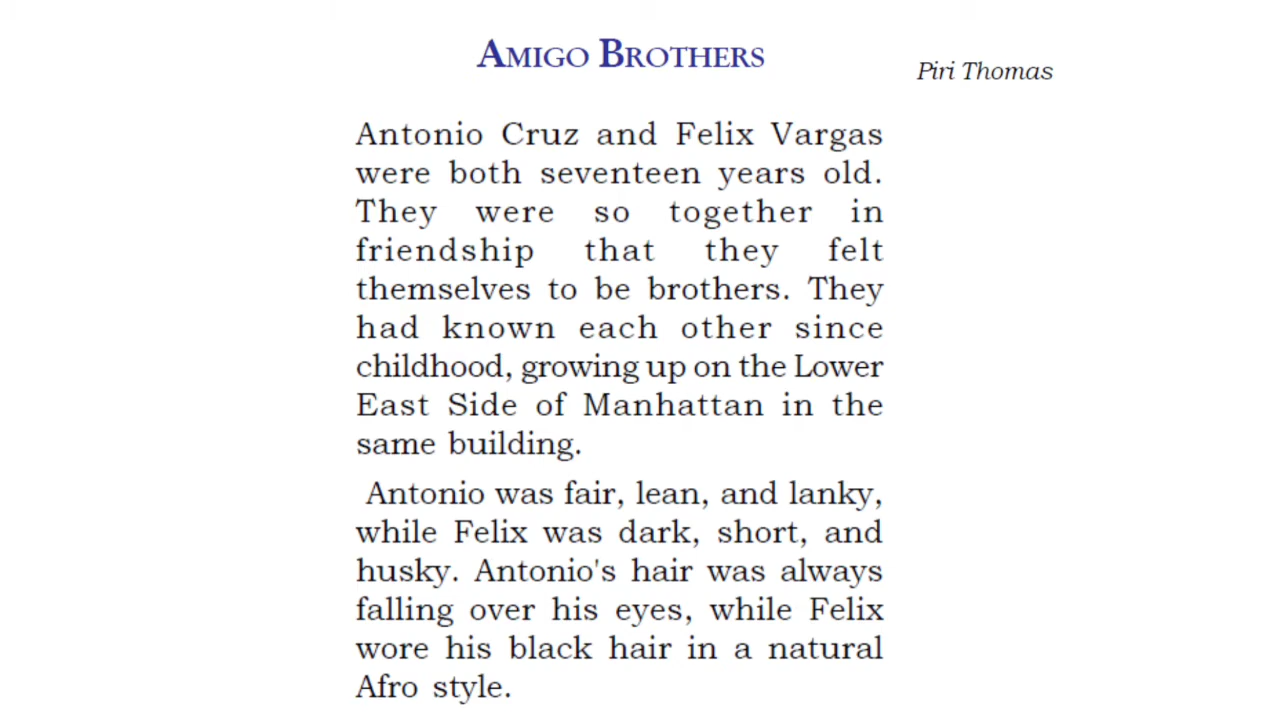 AMIGO BROTHERS
Piri Thomas
Antonio Cruz and Felix Vargas
were both seventeen years old.
They were so together in
friendship that they felt
themselves to be brothers. They
had known each other since
childhood, growing up on the Lower
East Side of Manhattan in the
same building.
Antonio was fair, lean, and lanky,
while Felix was dark, short, and
husky. Antonio's hair was always
falling over his eyes, while Felix
wore his black hair in a natural
Afro style.